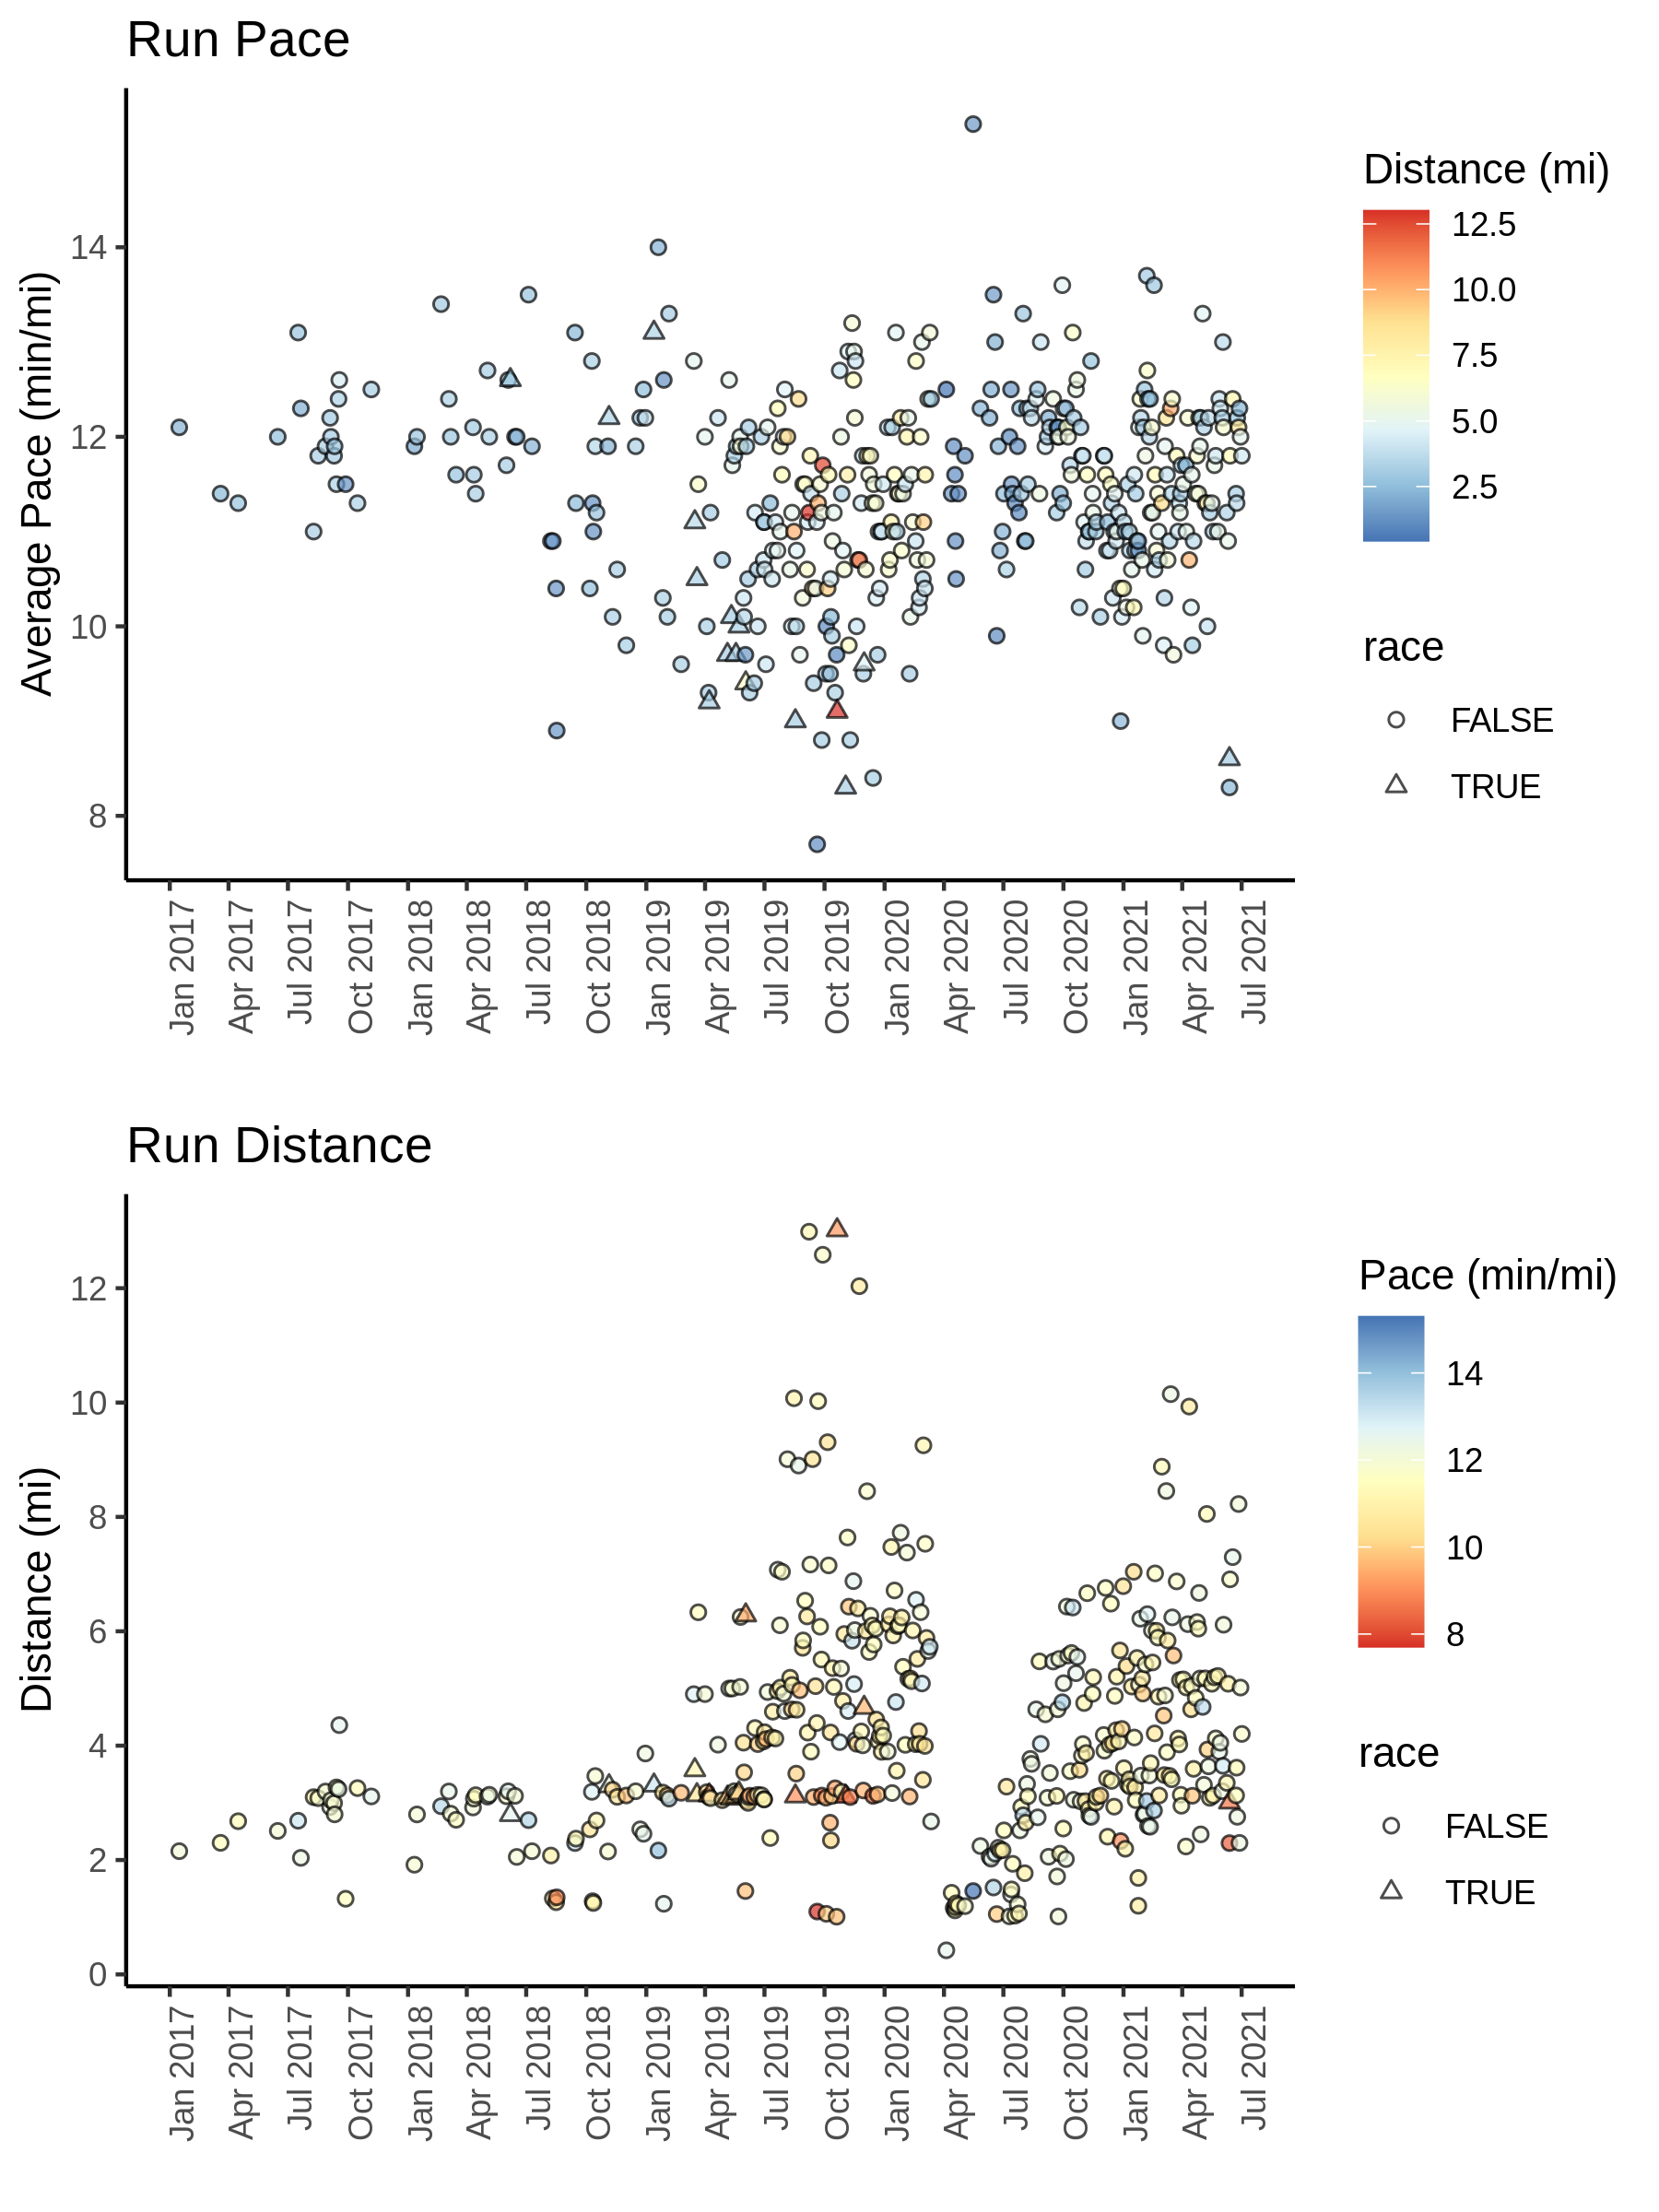 Run Pace
Average Pace (min/mi)
14
12
10
8
Jan 2017
Apr 2017
Jul 2017
Oct 2017
Jan 2018
Apr 2018
Jul 2018
Oct 2018
Jan 2019
Apr 2019
Jul 2019
Oct 2019
Jan 2020
Apr 2020
Jul 2020
Oct 2020
Jan 2021
Apr 2021
Jul 2021
Distance (mi)
12.5
10.0
7.5
5.0
2.5
race
FALSE
TRUE
Run Distance
Distance (mi)
12
10
8
6
4
2
0
Jan 2017
Apr 2017
Jul 2017
Oct 2017
Jan 2018
Apr 2018
Jul 2018
Oct 2018
Jan 2019
Apr 2019
Jul 2019
Oct 2019
Jan 2020
Apr 2020
Jul 2020
Oct 2020
Jan 2021
Apr 2021
Jul 2021
Pace (min/mi)
14
12
10
8
race
FALSE
TRUE